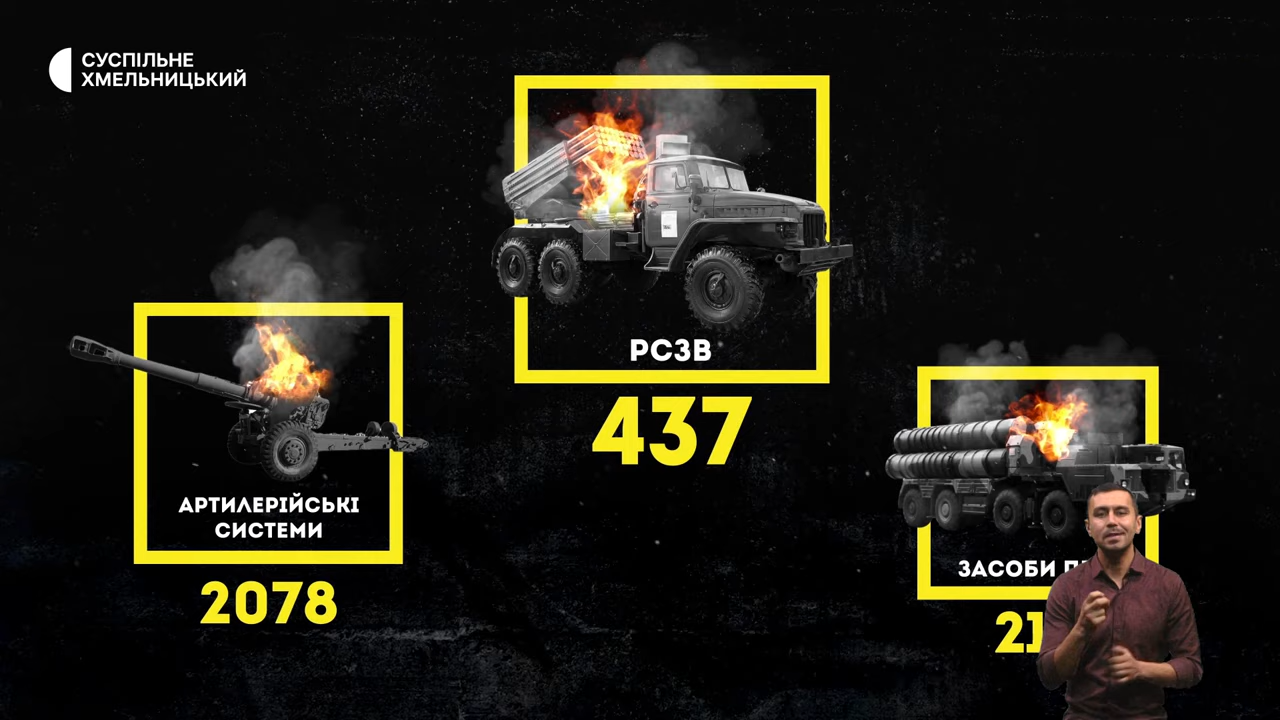 СУСПІЛЬНЕ
ХМЕЛЬНИЦЬКИЙ
РСЗВ
437
АРТИЛЕРІЙСЬКІ
СИСТЕМИ
2078
ЗАСОБИ